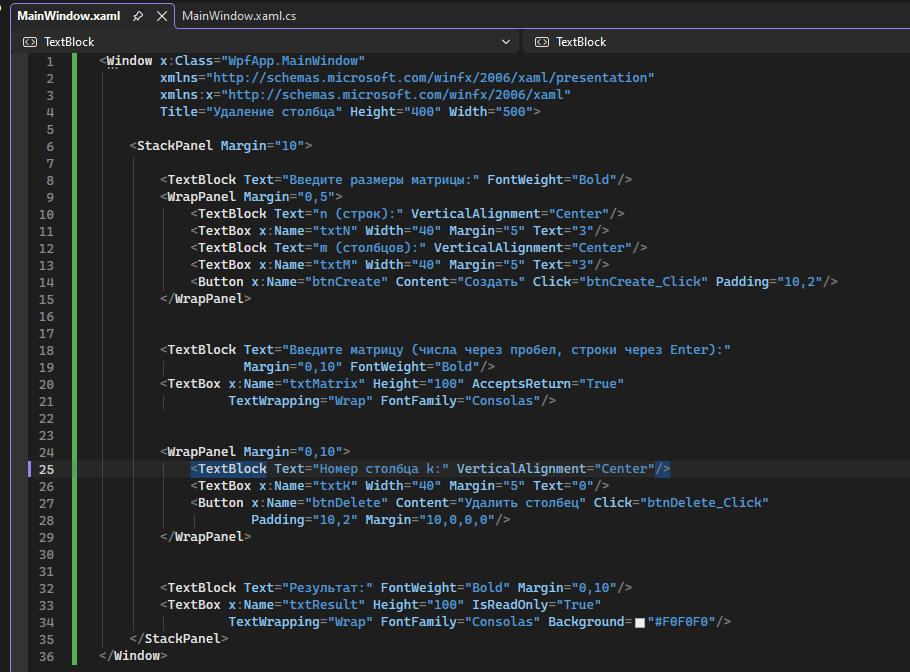 MainWindow.xaml MainWindow.xaml.cs
TextBlock TextBlock
1 <Window x:Class="WpfApp.MainWindow"
2 xmlns="http://schemas.microsoft.com/winfx/2006/xaml/presentation"
3 xmlns:x="http://schemas.microsoft.com/winfx/2006/xaml"
4 Title="Удаление столбца" Height="400" Width="500">
5
6 <StackPanel Margin="10">
7
8 <TextBlock Text="Введите размеры матрицы:" FontWeight="Bold"/>
9 <WrapPanel Margin="0,5">
10 <TextBlock Text="n (строк):" VerticalAlignment="Center"/>
11 <TextBox x:Name="txtN" Width="40" Margin="5" Text="3"/>
12 <TextBlock Text="m (столбцов):" VerticalAlignment="Center"/>
13 <TextBox x:Name="txtM" Width="40" Margin="5" Text="3"/>
14 <Button x:Name="btnCreate" Content="Создать" Click="btnCreate_Click" Padding="10,2"/>
15 </WrapPanel>
16
17
18 <TextBlock Text="Введите матрицу (числа через пробел, строки через Enter):"
19 Margin="0,10" FontWeight="Bold"/>
20 <TextBox x:Name="txtMatrix" Height="100" AcceptsReturn="True"
21 TextWrapping="Wrap" FontFamily="Consolas"/>
22
23
24 <WrapPanel Margin="0,10">
25 <TextBlock Text="Номер столбца k:" VerticalAlignment="Center"/>
26 <TextBox x:Name="txtK" Width="40" Margin="5" Text="0"/>
27 <Button x:Name="btnDelete" Content="Удалить столбец" Click="btnDelete_Click"
28 Padding="10,2" Margin="10,0,0,0"/>
29 </WrapPanel>
30
31
32 <TextBlock Text="Результат:" FontWeight="Bold" Margin="0,10"/>
33 <TextBox x:Name="txtResult" Height="100" IsReadOnly="True"
34 TextWrapping="Wrap" FontFamily="Consolas" Background="#F0F0F0"/>
35 </StackPanel>
36 </Window>